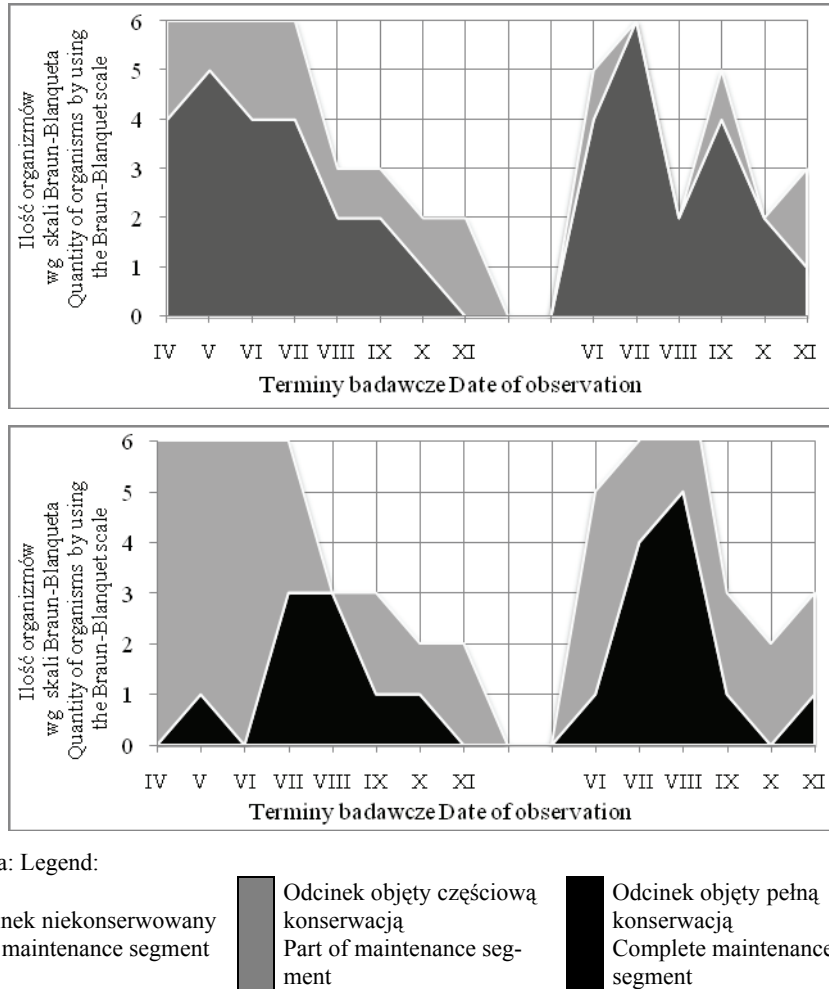 Ilość organizmów
wg skali Braun-Blanqueta
Quantity of organisms by using
the Braun-Blanquet scale
6
5
4
3
2
1
0
IV V VI VII VIII IX X XI VI VII VIII IX X XI
Terminy badawcze Date of observation
Ilość organizmów
wg skali Braun-Blanqueta
Quantity of organisms by using
the Braun-Blanquet scale
6
5
4
3
2
1
0
IV V VI VII VIII IX X XI VI VII VIII IX X XI
Terminy badawcze Date of observation
a: Legend:
nek niekonserwowany
maintenance segment
Odcinek objęty częściową
konserwacją
Part of maintenance seg-
ment
Odcinek objęty pełną
konserwacją
Complete maintenance
segment